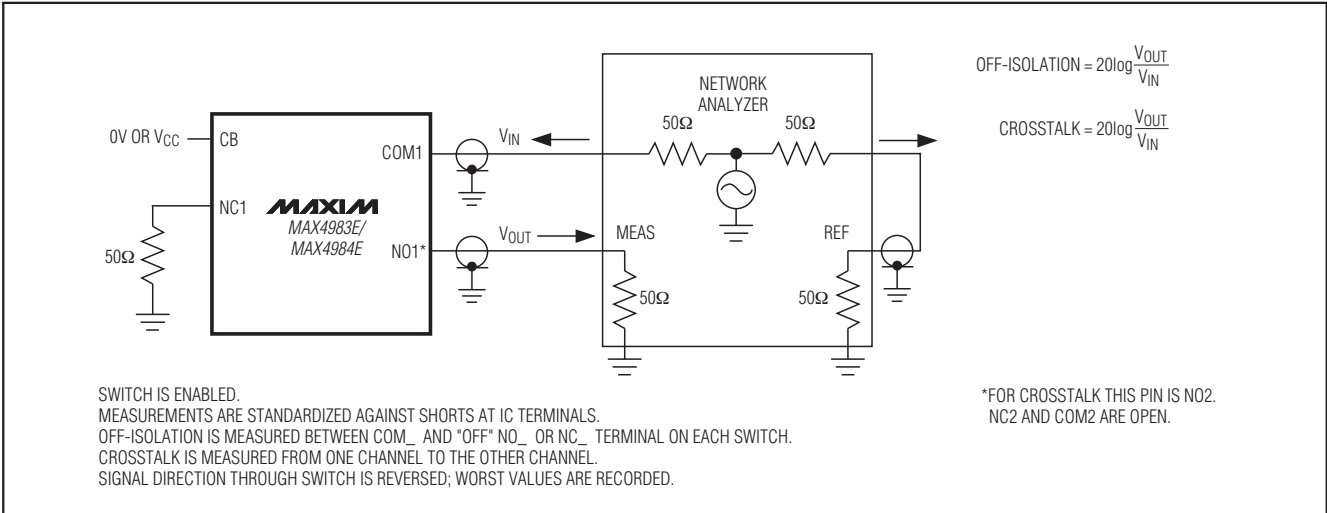 OFF-ISOLATION = 20log VOUT/VIN
CROSSTALK = 20log VOUT/VIN
NETWORK
ANALYZER
50Ω
50Ω
0V OR VCC
CB
COM1
VIN
NC1
MAXIM
MAX4983E/
MAX4984E
NO1*
VOUT
MEAS
REF
50Ω
50Ω
50Ω
SWITCH IS ENABLED.
MEASUREMENTS ARE STANDARDIZED AGAINST SHORTS AT IC TERMINALS.
OFF-ISOLATION IS MEASURED BETWEEN COM_ AND "OFF" NO_ OR NC_ TERMINAL ON EACH SWITCH.
CROSSTALK IS MEASURED FROM ONE CHANNEL TO THE OTHER CHANNEL.
SIGNAL DIRECTION THROUGH SWITCH IS REVERSED; WORST VALUES ARE RECORDED.
*FOR CROSSTALK THIS PIN IS NO2.
NC2 AND COM2 ARE OPEN.